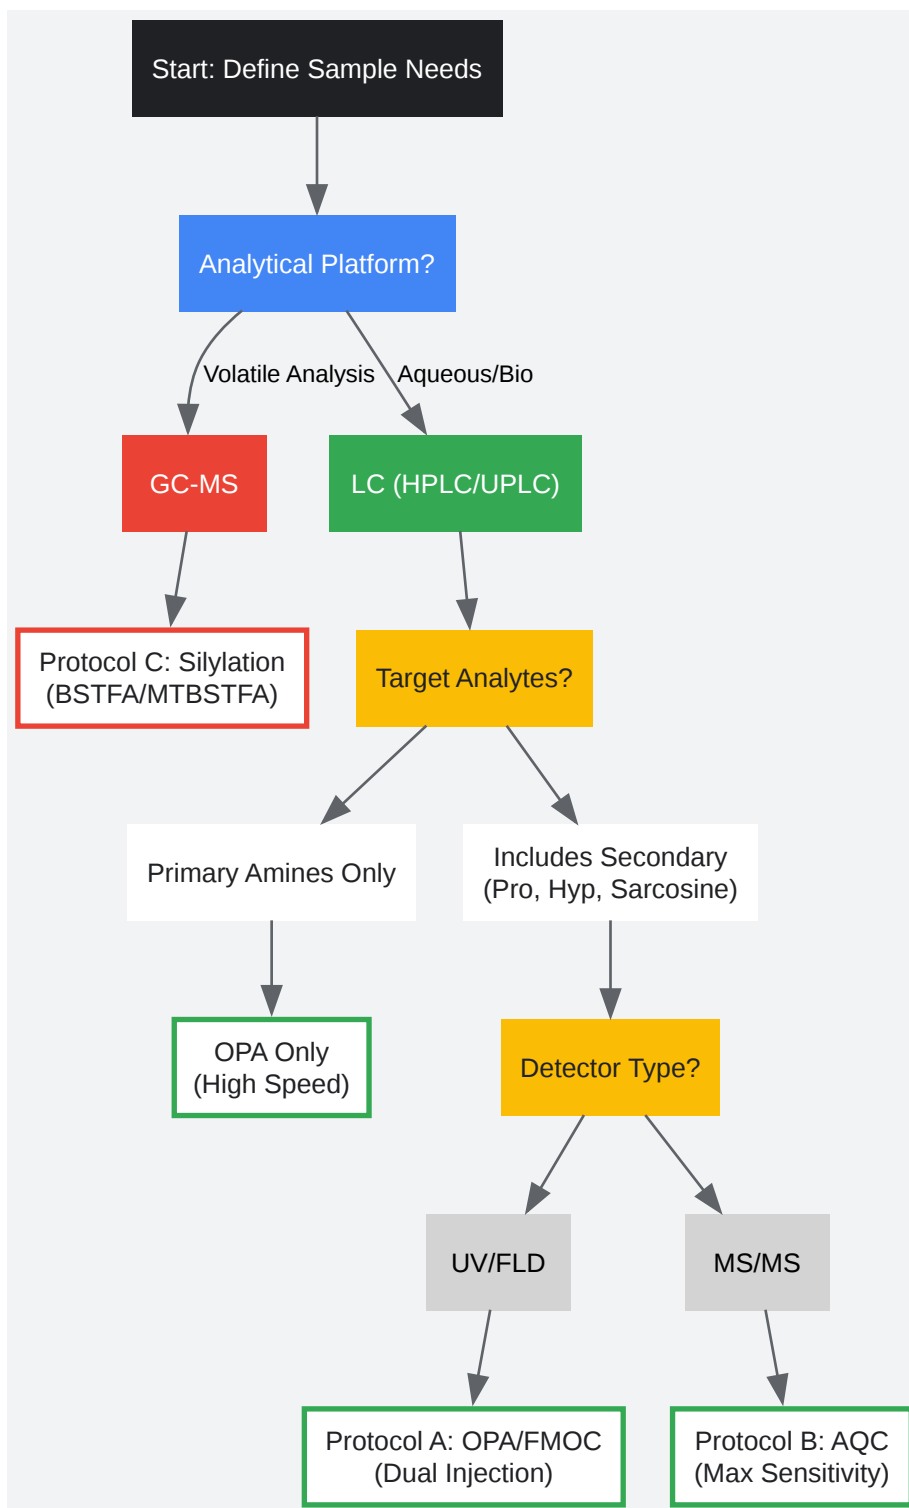 Start: Define Sample Needs
Analytical Platform?
Volatile Analysis
Aqueous/Bio
GC-MS
LC (HPLC/UPLC)
Protocol C: Silylation
(BSTFA/MTBSTFA)
Target Analytes?
Primary Amines Only
Includes Secondary
(Pro, Hyp, Sarcosine)
OPA Only
(High Speed)
Detector Type?
UV/FLD
MS/MS
Protocol A: OPA/FMOC
(Dual Injection)
Protocol B: AQC
(Max Sensitivity)